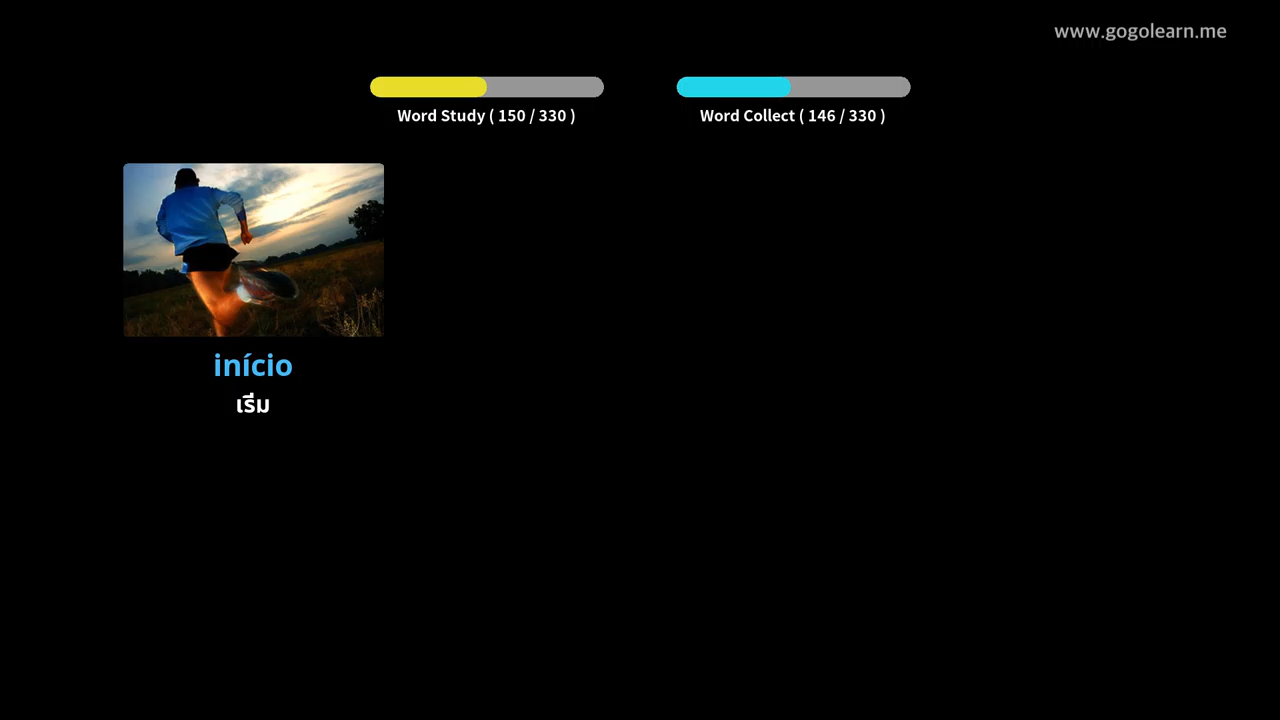 www.gogolearn.me
Word Study ( 150 / 330 )
Word Collect ( 146 / 330 )
início
เริ่ม